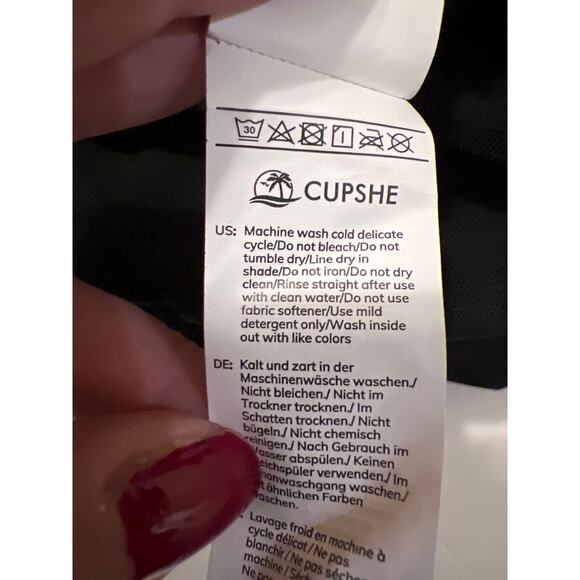 30
CUPSHE
US: Machine wash cold delicate
cycle/Do not bleach/Do not
tumble dry/Line dry in
shade/Do not iron/Do not dry
clean/Rinse straight after use
with clean water/Do not use
fabric softener/Use mild
detergent only/Wash inside
out with like colors
DE: Kalt und zart in der
Maschinenwäsche waschen./
Nicht bleichen./ Nicht im
Trockner trocknen./ Im
Schatten trocknen./ Nicht
bügeln./ Nicht chemisch
reinigen./ Nach Gebrauch im
Wasser abspülen./ Keinen
verwenden./ Im
waschen./
ähnlichen Farben
waschen.
Lavage froid en machine à
cycle délicat/ Ne pas
blanchir/ Ne pas
machine/
Ne pas